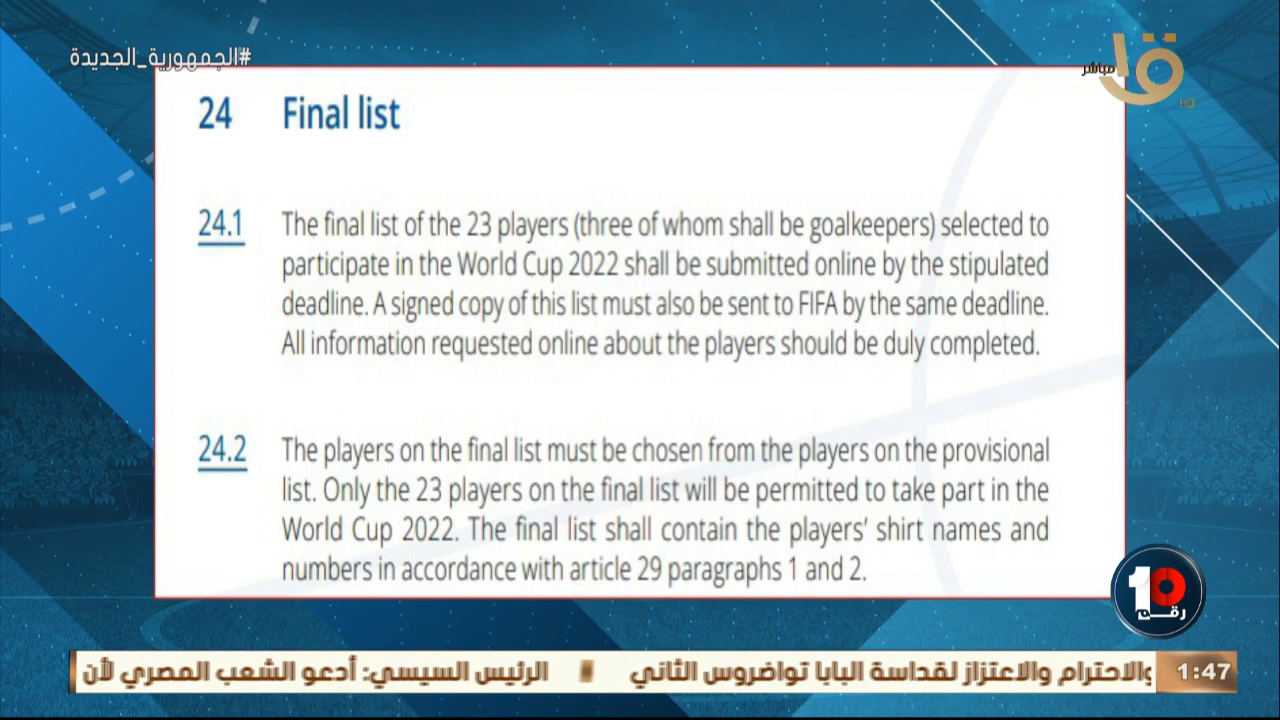 #الجمهورية_الجديدة
مباشر
HD
24 Final list
24.1 The final list of the 23 players (three of whom shall be goalkeepers) selected to
participate in the World Cup 2022 shall be submitted online by the stipulated
deadline. A signed copy of this list must also be sent to FIFA by the same deadline.
All information requested online about the players should be duly completed.
24.2 The players on the final list must be chosen from the players on the provisional
list. Only the 23 players on the final list will be permitted to take part in the
World Cup 2022. The final list shall contain the players’ shirt names and
numbers in accordance with article 29 paragraphs 1 and 2.
10
رقم
والاحترام والاعتزاز لقداسة البابا تواضروس الثاني الرئيس السيسي: أدعو الشعب المصري لأن
1:47